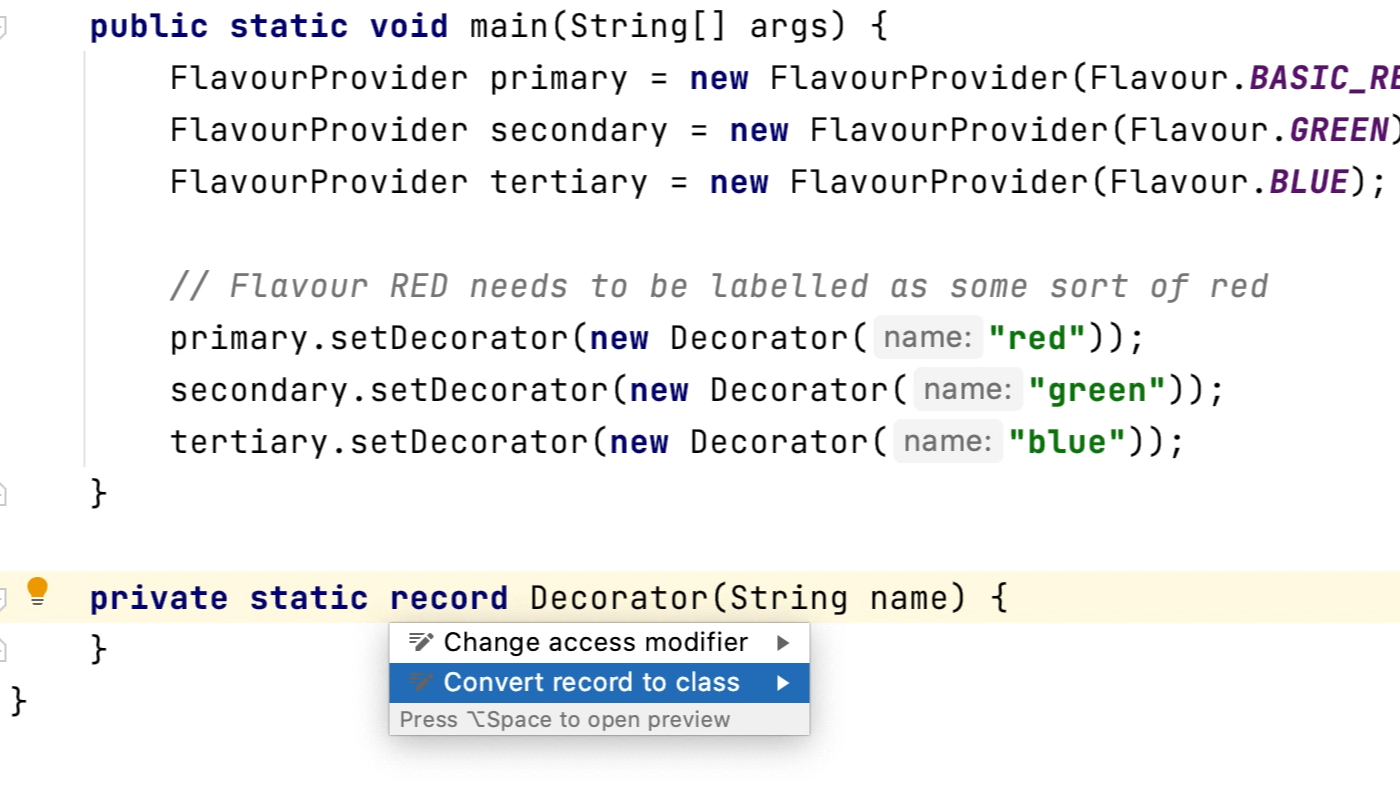 public static void main(String[] args) {
FlavourProvider primary = new FlavourProvider(Flavour.BASIC_RE
FlavourProvider secondary = new FlavourProvider(Flavour.GREEN)
FlavourProvider tertiary = new FlavourProvider(Flavour.BLUE);
// Flavour RED needs to be labelled as some sort of red
primary.setDecorator(new Decorator( name: "red"));
secondary.setDecorator(new Decorator( name: "green"));
tertiary.setDecorator(new Decorator( name: "blue"));
}
private static record Decorator(String name) {
}
Change access modifier
Convert record to class
Press ⌥Space to open preview
}